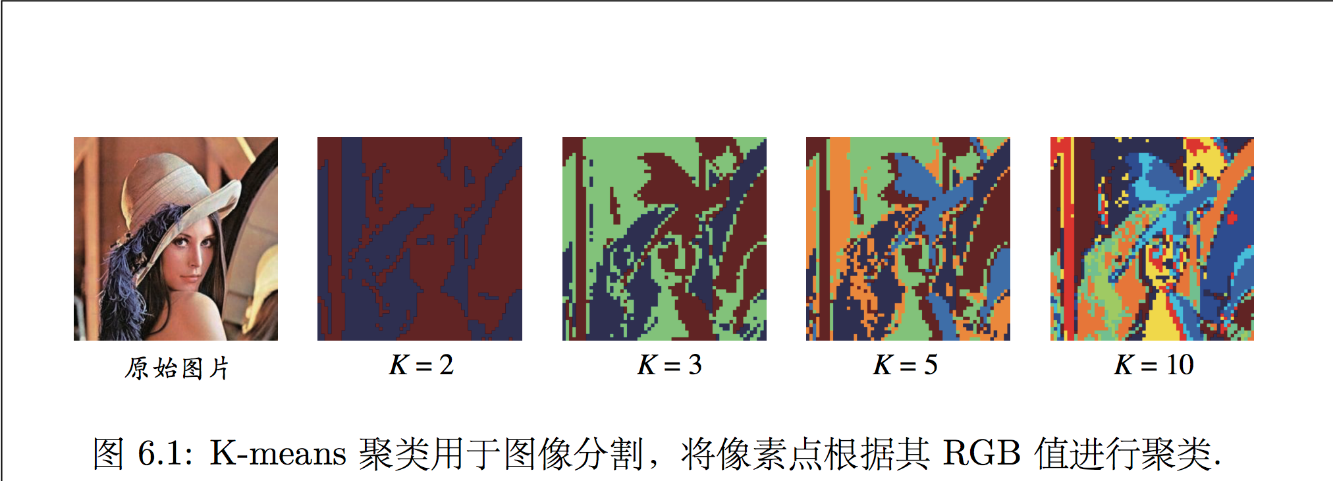 原始图片 K = 2 K = 3 K = 5 K = 10
图 6.1: K-means 聚类用于图像分割，将像素点根据其 RGB 值进行聚类.